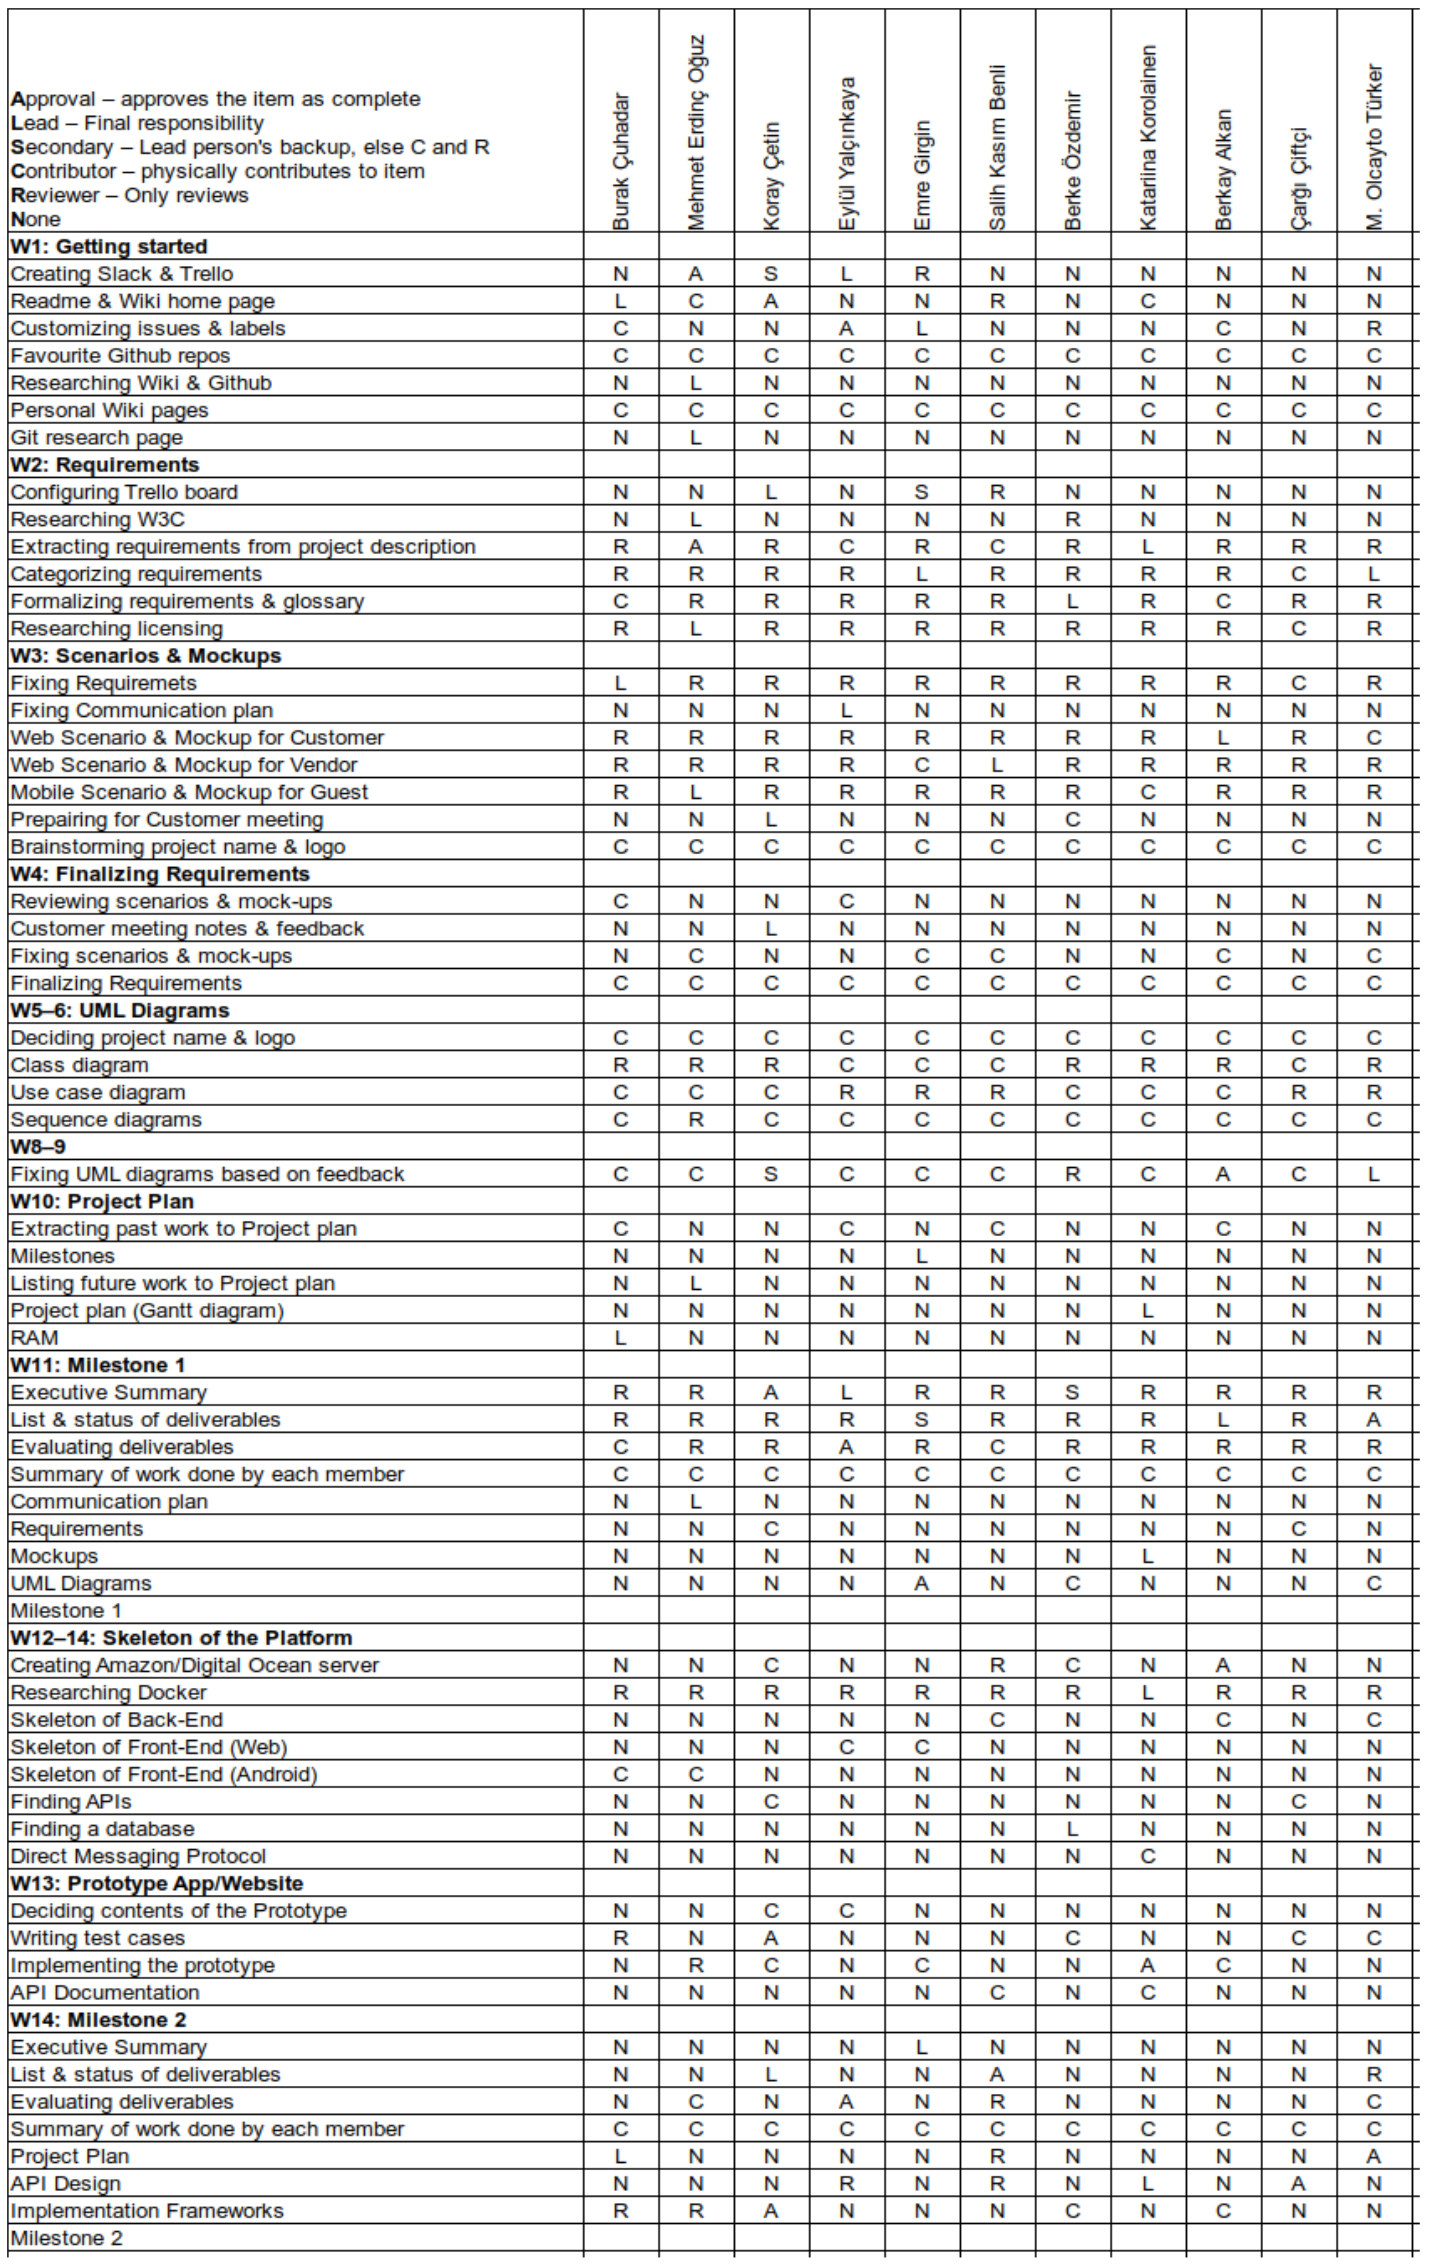 Approval – approves the item as complete
Lead – Final responsibility
Secondary – Lead person's backup, else C and R
Contributor – physically contributes to item
Reviewer – Only reviews
None
Burak Çuhadar
Mehmet Erdinç Oğuz
Koray Çetin
Eylül Yalçınkaya
Emre Girgin
Salih Kasım Benli
Berke Özdemir
Katariina Korolainen
Berkay Alkan
Çarğı Çiftçi
M. Olcayto Türker
W1: Getting started
Creating Slack & Trello N A S L R N N N N N N
Readme & Wiki home page L C A N N R N C N N N
Customizing issues & labels C N N A L N N N C N R
Favourite Github repos C C C C C C C C C C C
Researching Wiki & Github N L N N N N N N N N N
Personal Wiki pages C C C C C C C C C C C
Git research page N L N N N N N N N N N
W2: Requirements
Configuring Trello board N N L N S R N N N N N
Researching W3C N L N N N N R N N N N
Extracting requirements from project description R A R C R C R L R R R
Categorizing requirements R R R R L R R R R C L
Formalizing requirements & glossary C R R R R R L R C R R
Researching licensing R L R R R R R R R C R
W3: Scenarios & Mockups
Fixing Requiremets L R R R R R R R R C R
Fixing Communication plan N N N L N N N N N N N
Web Scenario & Mockup for Customer R R R R R R R R L R C
Web Scenario & Mockup for Vendor R R R R C L R R R R R
Mobile Scenario & Mockup for Guest R L R R R R R C R R R
Prepairing for Customer meeting N N L N N N C N N N N
Brainstorming project name & logo C C C C C C C C C C C
W4: Finalizing Requirements
Reviewing scenarios & mock-ups C N N C N N N N N N N
Customer meeting notes & feedback N N L N N N N N N N N
Fixing scenarios & mock-ups N C N N C C N N C N C
Finalizing Requirements C C C C C C C C C C C
W5–6: UML Diagrams
Deciding project name & logo C C C C C C C C C C C
Class diagram R R R C C C R R R C R
Use case diagram C C C R R R C C C R R
Sequence diagrams C R C C C C C C C C C
W8–9
Fixing UML diagrams based on feedback C C S C C C R C A C L
W10: Project Plan
Extracting past work to Project plan C N N C N C N N C N N
Milestones N N N N L N N N N N N
Listing future work to Project plan N L N N N N N N N N N
Project plan (Gantt diagram) N N N N N N N L N N N
RAM L N N N N N N N N N N
W11: Milestone 1
Executive Summary R R A L R R S R R R R
List & status of deliverables R R R R S R R R L R A
Evaluating deliverables C R R A R C R R R R R
Summary of work done by each member C C C C C C C C C C C
Communication plan N L N N N N N N N N N
Requirements N N C N N N N N N C N
Mockups N N N N N N N L N N N
UML Diagrams N N N N A N C N N N C
Milestone 1
W12–14: Skeleton of the Platform
Creating Amazon/Digital Ocean server N N C N N R C N A N N
Researching Docker R R R R R R R L R R R
Skeleton of Back-End N N N N N C N N C N C
Skeleton of Front-End (Web) N N N C C N N N N N N
Skeleton of Front-End (Android) C C N N N N N N N N N
Finding APIs N N C N N N N N N C N
Finding a database N N N N N N L N N N N
Direct Messaging Protocol N N N N N N N C N N N
W13: Prototype App/Website
Deciding contents of the Prototype N N C C N N N N N N N
Writing test cases R N A N N N C N N C C
Implementing the prototype N R C N C N N A C N N
API Documentation N N N N N C N C N N N
W14: Milestone 2
Executive Summary N N N N L N N N N N N
List & status of deliverables N N L N N A N N N N R
Evaluating deliverables N C N A N R N N N N C
Summary of work done by each member C C C C C C C C C C C
Project Plan L N N N N R N N N N A
API Design N N N R N R N L N A N
Implementation Frameworks R R A N N N C N C N N
Milestone 2